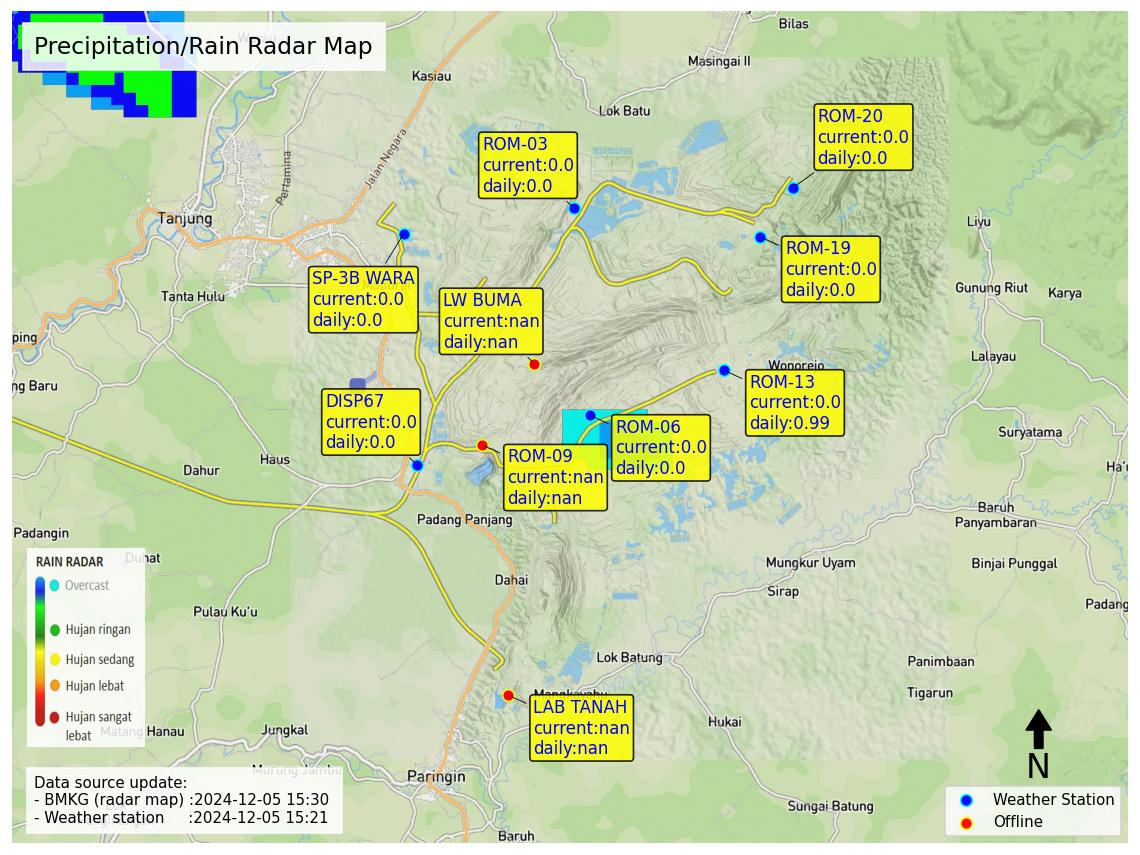 Precipitation/Rain Radar Map
Bilas
Masingai II
Kasiau
Lok Batu
Jalan Negara
Pertamina
Tanjung
Tanta Hulu
ROM-20
current:0.0
daily:0.0
ROM-03
current:0.0
daily:0.0
ROM-19
current:0.0
daily:0.0
SP-3B WARA
current:0.0
daily:0.0
LW BUMA
current:nan
daily:nan
Liyu
Gunung Riut
Karya
Lalayau
Wonorejo
ROM-13
current:0.0
daily:0.99
DISP67
current:0.0
daily:0.0
ROM-06
current:0.0
daily:0.0
ROM-09
current:nan
daily:nan
ping
ng Baru
Haus
Dahur
Suryatama
Ha'u
Baruh
Panyambaran
Padang Panjang
Padangin
Duhat
Dahai
Mungkur Uyam
Binjai Punggal
Sirap
Padang
Pulau Ku'u
Lok Batung
Panimbaan
Tigarun
Mangkayahu
LAB TANAH
current:nan
daily:nan
Hukai
Jungkal
Matang Hanau
Murung Jambu
Paringin
Sungai Batung
Baruh
RAIN RADAR
Overcast
Hujan ringan
Hujan sedang
Hujan lebat
Hujan sangat
lebat
Data source update:
- BMKG (radar map) :2024-12-05 15:30
- Weather station :2024-12-05 15:21
N
Weather Station
Offline